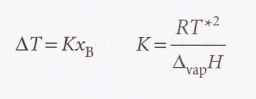 ΔT = Kx_B    K = RT*² / Δ_vapH